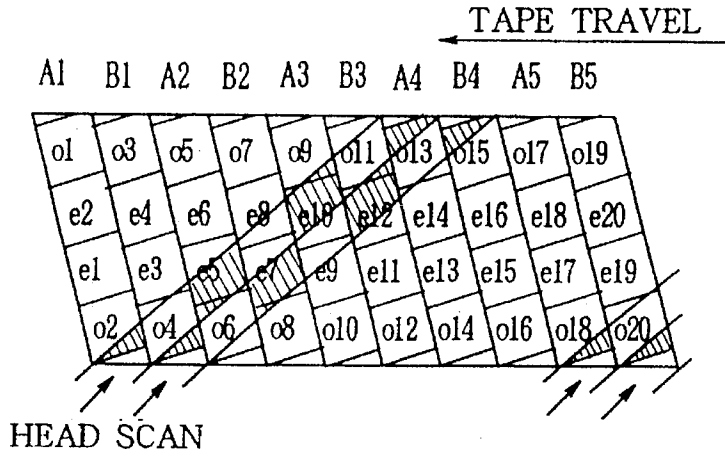 TAPE TRAVEL
A1 B1 A2 B2 A3 B3 A4 B4 A5 B5
o1 o3 o5 o7 o9 o11 o13 o15 o17 o19
e2 e4 e6 e8 e10 e12 e14 e16 e18 e20
e1 e3 e5 e7 e9 e11 e13 e15 e17 e19
o2 o4 o6 o8 o10 o12 o14 o16 o18 o20
HEAD SCAN